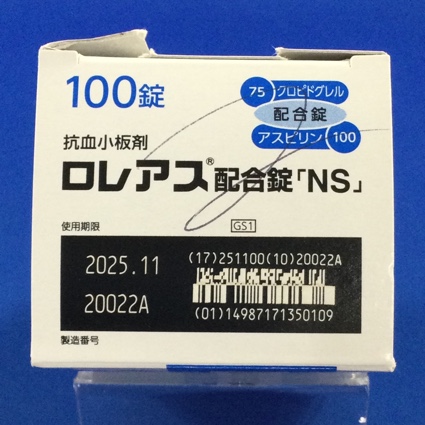 100錠
75 クロピドグレル
配合錠
アスピリン 100
抗血小板剤
ロレアス®配合錠「NS」
使用期限
GS1
2025.11
(17)251100(10)20022A
20022A
(01)14987171350109
製造番号